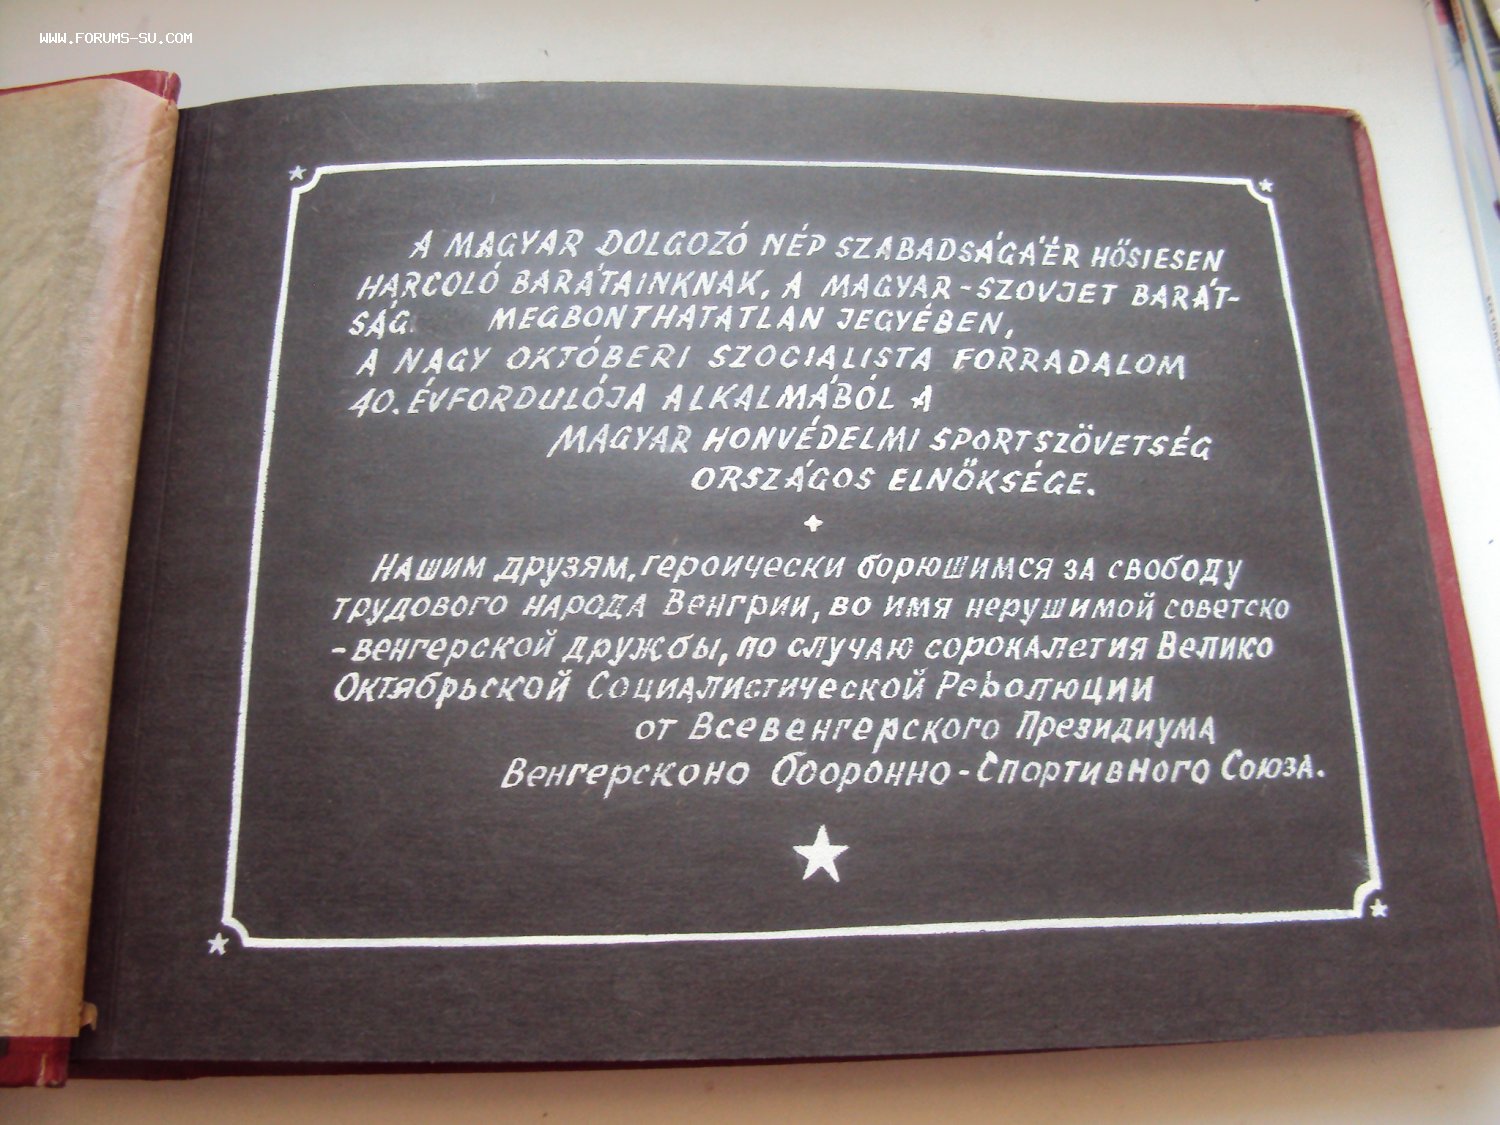 WWW.FORUMS-SU.COM
A MAGYAR DOLGOZÓ NÉP SZABADSÁGÁÉR HŐSIESEN
HARCOLÓ BARÁTAINKNAK, A MAGYAR-SZOVJET BARÁT-
SÁG. MEGBONTHATATLAN JEGYÉBEN,
A NAGY OKTÓBERI SZOCIALISTA FORRADALOM
40. ÉVFORDULÓJA ALKALMÁBÓL A
MAGYAR HONVÉDELMI SPORTSZÖVETSÉG
ORSZÁGOS ELNÖKSÉGE.
Нашим друзям, героически борюшимся за свободу
трудового народа Венгрии, во имя нерушимой советско
-венгерской дружбы, по случаю сорокалетия Велико
Октябрьской Социалистической Революции
от Всевенгерского Президиума
Венгерсконо Оборонно-Спортивного Союза.